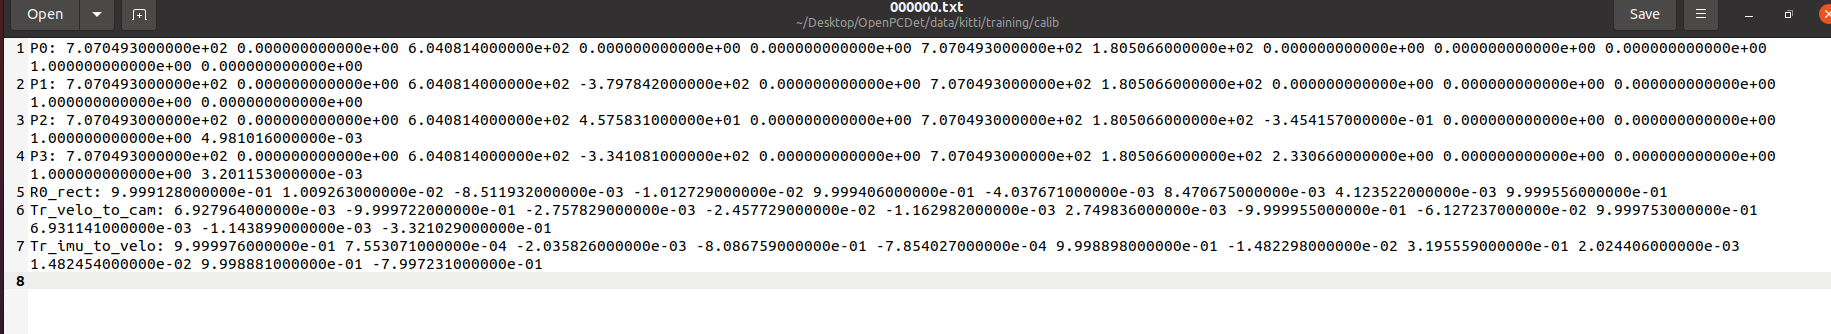 Open
000000.txt
~/Desktop/OpenPCDet/data/kitti/training/calib
Save
1 P0: 7.070493000000e+02 0.000000000000e+00 6.040814000000e+02 0.000000000000e+00 0.000000000000e+00 7.070493000000e+02 1.805066000000e+02 0.000000000000e+00 0.000000000000e+00 0.000000000000e+00
1.000000000000e+00 0.000000000000e+00
2 P1: 7.070493000000e+02 0.000000000000e+00 6.040814000000e+02 -3.797842000000e+02 0.000000000000e+00 7.070493000000e+02 1.805066000000e+02 0.000000000000e+00 0.000000000000e+00 0.000000000000e+00
1.000000000000e+00 0.000000000000e+00
3 P2: 7.070493000000e+02 0.000000000000e+00 6.040814000000e+02 4.575831000000e+01 0.000000000000e+00 7.070493000000e+02 1.805066000000e+02 -3.454157000000e-01 0.000000000000e+00 0.000000000000e+00
1.000000000000e+00 4.981016000000e-03
4 P3: 7.070493000000e+02 0.000000000000e+00 6.040814000000e+02 -3.341081000000e+02 0.000000000000e+00 7.070493000000e+02 1.805066000000e+02 2.330660000000e+00 0.000000000000e+00 0.000000000000e+00
1.000000000000e+00 3.201153000000e-03
5 R0_rect: 9.999128000000e-01 1.009263000000e-02 -8.511932000000e-03 -1.012729000000e-02 9.999406000000e-01 -4.037671000000e-03 8.470675000000e-03 4.123522000000e-03 9.999556000000e-01
6 Tr_velo_to_cam: 6.927964000000e-03 -9.999722000000e-01 -2.757829000000e-03 -2.457729000000e-02 -1.162982000000e-03 2.749836000000e-03 -9.999955000000e-01 -6.127237000000e-02 9.999753000000e-01
6.931141000000e-03 -1.143899000000e-03 -3.321029000000e-01
7 Tr_imu_to_velo: 9.999976000000e-01 7.553071000000e-04 -2.035826000000e-03 -8.086759000000e-01 -7.854027000000e-04 9.998898000000e-01 -1.482298000000e-02 3.195559000000e-01 2.024406000000e-03
1.482454000000e-02 9.998881000000e-01 -7.997231000000e-01
8